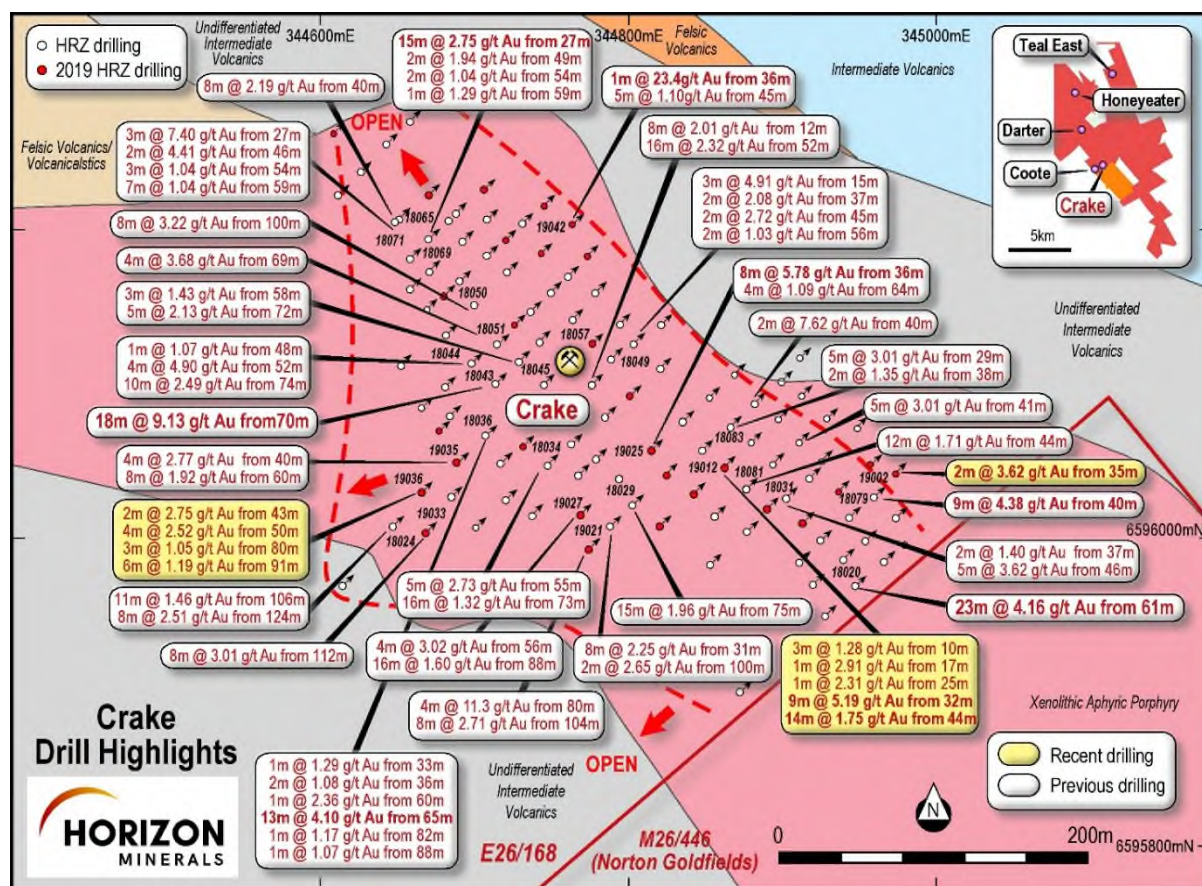 HRZ drilling
2019 HRZ drilling
Undifferentiated
Intermediate
Volcanics
344600mE
344800mE
345000mE
Felsic
Volcanics
Intermediate Volcanics
Teal East
Honeyeater
Darter
Coote
Crake
5km
8m @ 2.19 g/t Au from 40m
15m @ 2.75 g/t Au from 27m
2m @ 1.94 g/t Au from 49m
2m @ 1.04 g/t Au from 54m
1m @ 1.29 g/t Au from 59m
1m @ 23.4g/t Au from 36m
5m @ 1.10g/t Au from 45m
8m @ 2.01 g/t Au from 12m
16m @ 2.32 g/t Au from 52m
OPEN
Felsic Volcanics/
Volcanicalstics
3m @ 7.40 g/t Au from 27m
2m @ 4.41 g/t Au from 46m
3m @ 1.04 g/t Au from 54m
7m @ 1.04 g/t Au from 59m
3m @ 4.91 g/t Au from 15m
2m @ 2.08 g/t Au from 37m
2m @ 2.72 g/t Au from 45m
2m @ 1.03 g/t Au from 56m
8m @ 3.22 g/t Au from 100m
4m @ 3.68 g/t Au from 69m
3m @ 1.43 g/t Au from 58m
5m @ 2.13 g/t Au from 72m
1m @ 1.07 g/t Au from 48m
4m @ 4.90 g/t Au from 52m
10m @ 2.49 g/t Au from 74m
18m @ 9.13 g/t Au from70m
4m @ 2.77 g/t Au from 40m
8m @ 1.92 g/t Au from 60m
2m @ 2.75 g/t Au from 43m
4m @ 2.52 g/t Au from 50m
3m @ 1.05 g/t Au from 80m
6m @ 1.19 g/t Au from 91m
11m @ 1.46 g/t Au from 106m
8m @ 2.51 g/t Au from 124m
8m @ 3.01 g/t Au from 112m
18065
18071
18069
19042
18050
18051
18057
18044
18045
18049
18043
Crake
18036
18034
19035
19036
19033
18024
19025
18083
19012
18081
18031
19002
18079
18029
19027
19021
18020
8m @ 5.78 g/t Au from 36m
4m @ 1.09 g/t Au from 64m
2m @ 7.62 g/t Au from 40m
Undifferentiated
Intermediate
Volcanics
5m @ 3.01 g/t Au from 29m
2m @ 1.35 g/t Au from 38m
5m @ 3.01 g/t Au from 41m
12m @ 1.71 g/t Au from 44m
2m @ 3.62 g/t Au from 35m
9m @ 4.38 g/t Au from 40m
6596000mN
2m @ 1.40 g/t Au from 37m
5m @ 3.62 g/t Au from 46m
23m @ 4.16 g/t Au from 61m
5m @ 2.73 g/t Au from 55m
16m @ 1.32 g/t Au from 73m
15m @ 1.96 g/t Au from 75m
4m @ 3.02 g/t Au from 56m
16m @ 1.60 g/t Au from 88m
8m @ 2.25 g/t Au from 31m
2m @ 2.65 g/t Au from 100m
4m @ 11.3 g/t Au from 80m
8m @ 2.71 g/t Au from 104m
3m @ 1.28 g/t Au from 10m
1m @ 2.91 g/t Au from 17m
1m @ 2.31 g/t Au from 25m
9m @ 5.19 g/t Au from 32m
14m @ 1.75 g/t Au from 44m
Xenolithic Aphyric Porphyry
Crake
Drill Highlights
HORIZON
MINERALS
1m @ 1.29 g/t Au from 33m
2m @ 1.08 g/t Au from 36m
1m @ 2.36 g/t Au from 60m
13m @ 4.10 g/t Au from 65m
1m @ 1.17 g/t Au from 82m
1m @ 1.07 g/t Au from 88m
Undifferentiated
Intermediate
Volcanics
OPEN
E26/168
M26/446
(Norton Goldfields)
Recent drilling
Previous drilling
N
0
200m
6595800mN